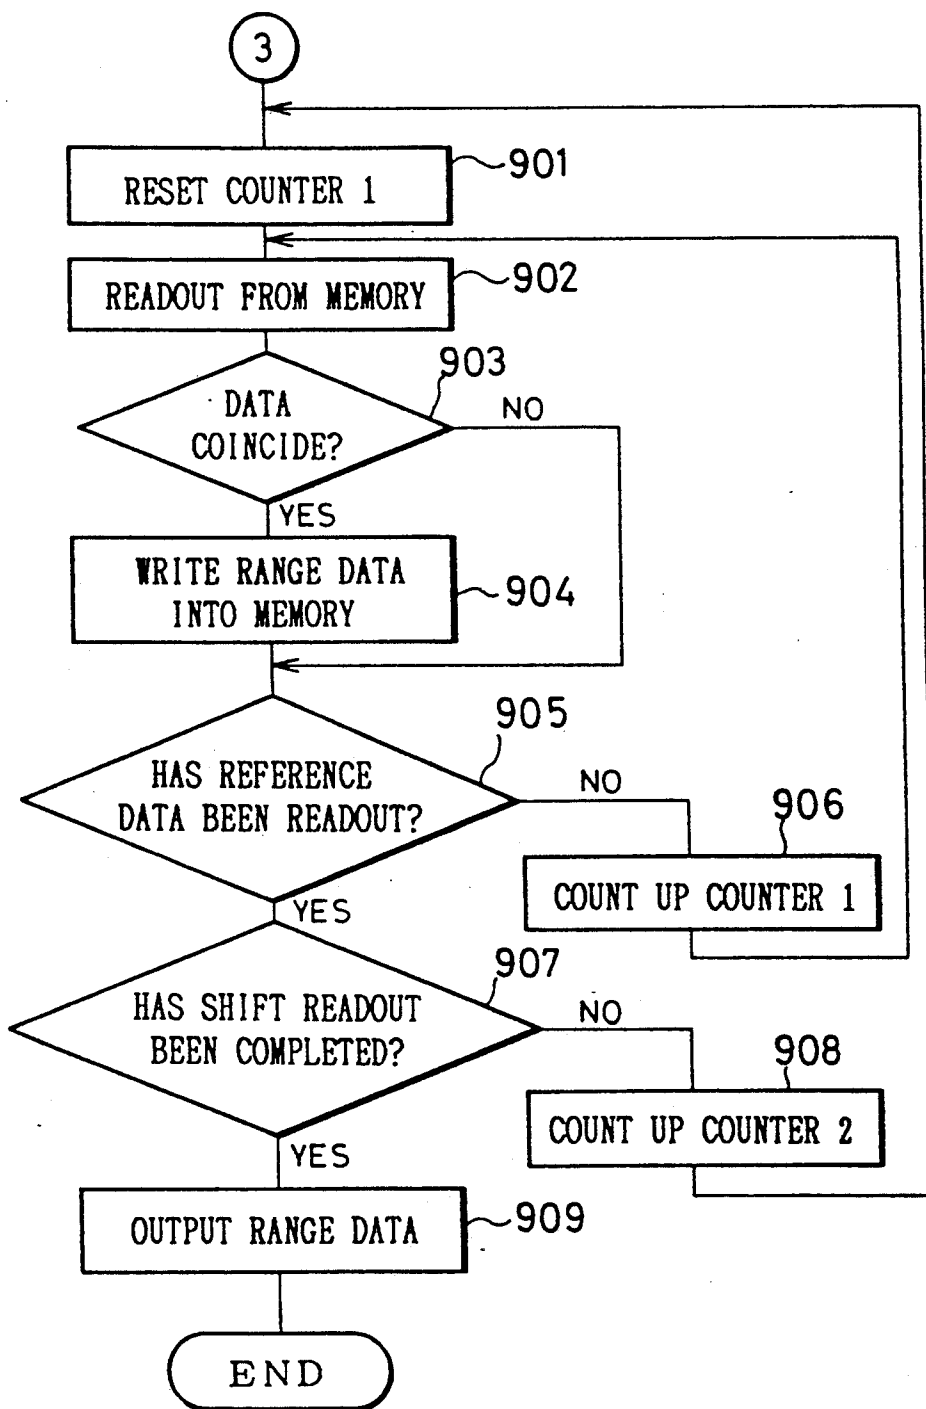 3
RESET COUNTER 1
901
READOUT FROM MEMORY
902
903
DATA
COINCIDE?
NO
YES
WRITE RANGE DATA
INTO MEMORY
904
905
HAS REFERENCE
DATA BEEN READOUT?
NO
906
COUNT UP COUNTER 1
YES
907
HAS SHIFT READOUT
BEEN COMPLETED?
NO
908
COUNT UP COUNTER 2
YES
OUTPUT RANGE DATA
909
END